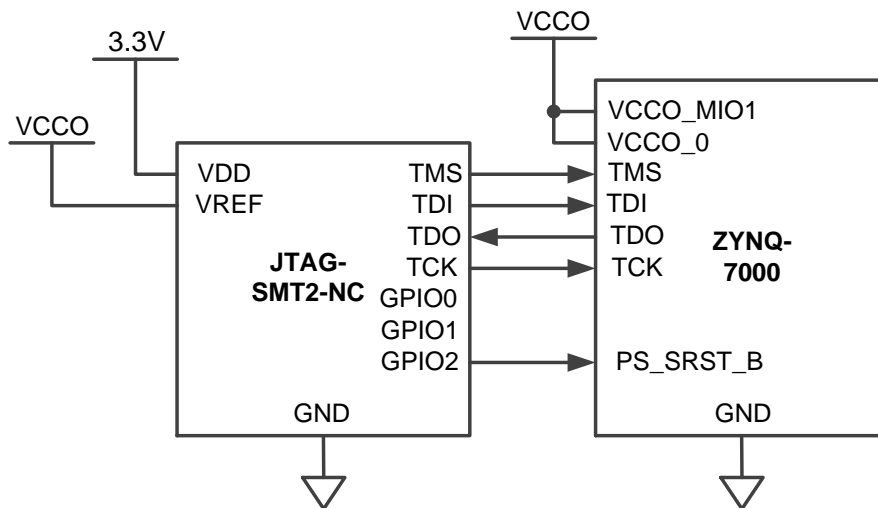 VCCO
3.3V
VCCO
VCCO_MIO1
VCCO_0
VDD
TMS
TMS
VREF
TDI
TDI
TDO
TDO
JTAG-
SMT2-NC
ZYNQ-
7000
TCK
TCK
GPIO0
GPIO1
GPIO2
PS_SRST_B
GND
GND